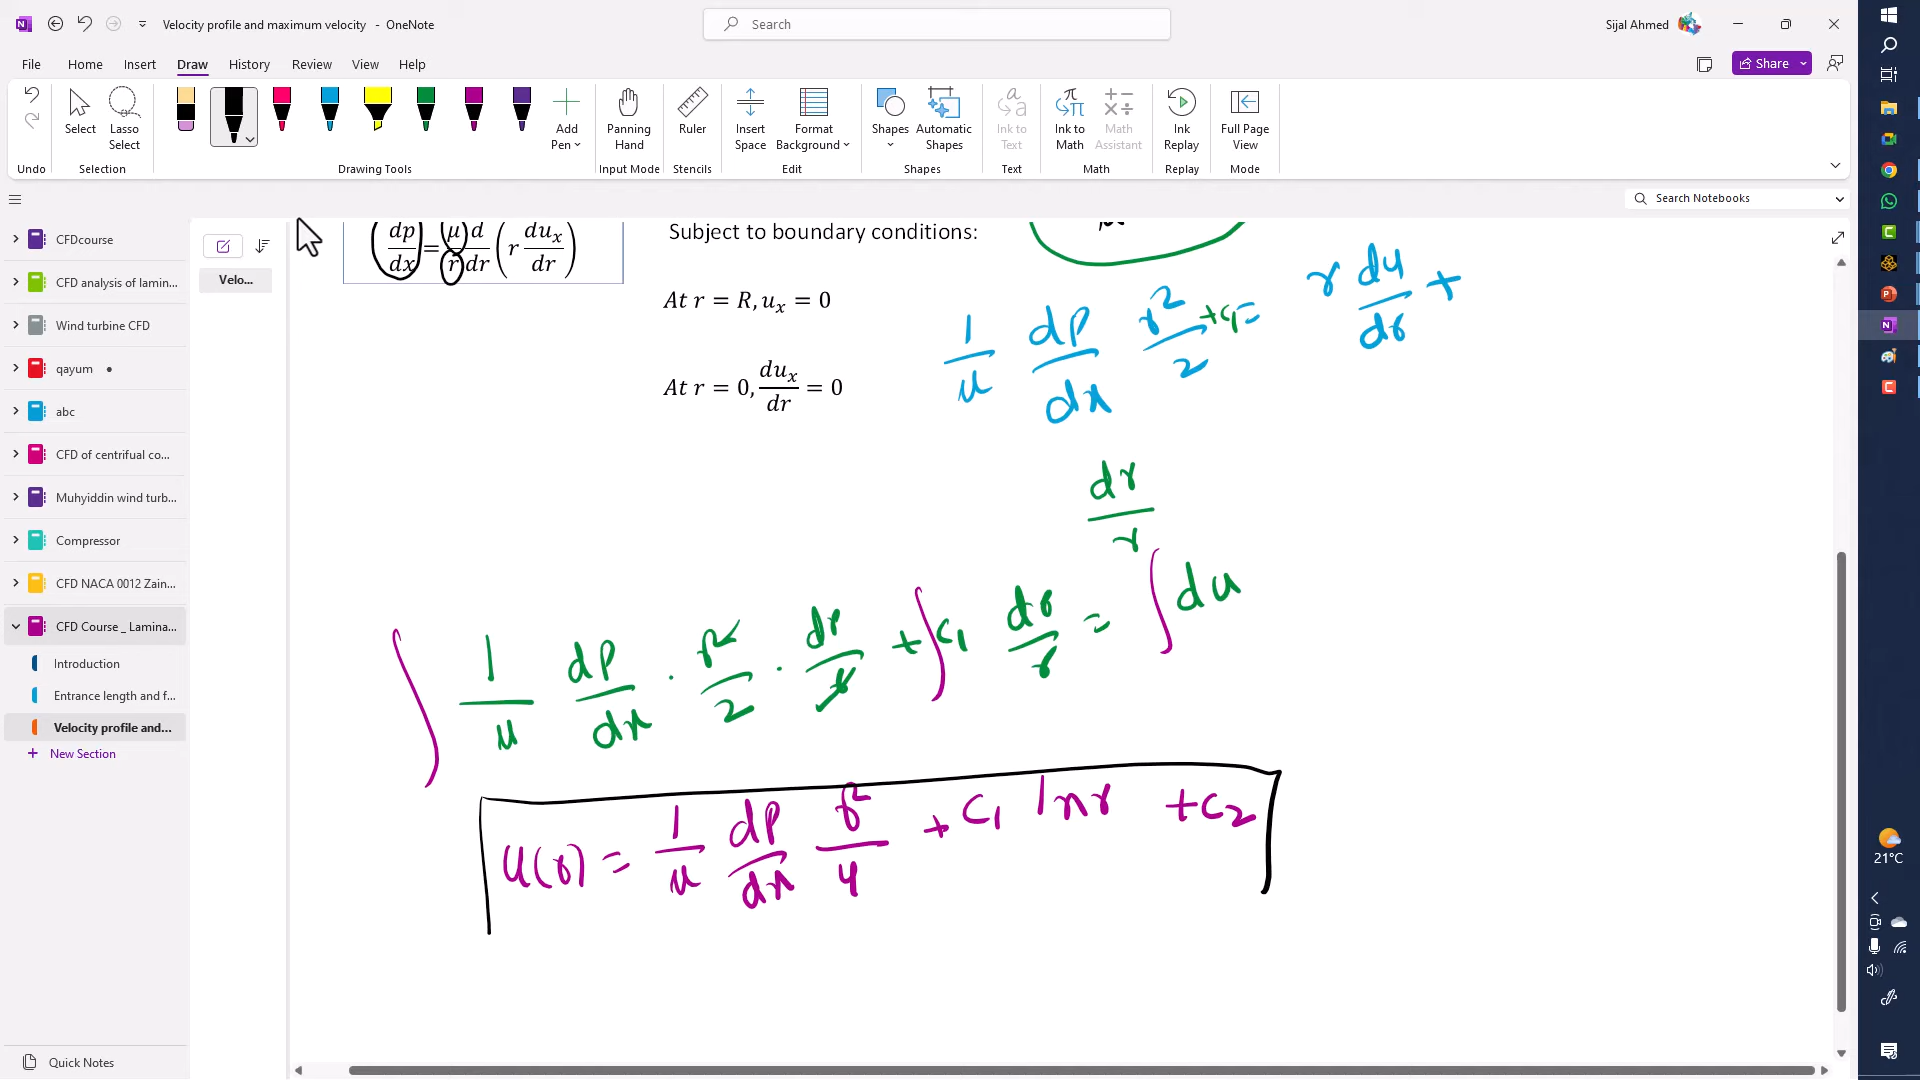 Velocity profile and maximum velocity - OneNote
Search
Sijal Ahmed
File Home Insert Draw History Review View Help
Share
Undo
Select
Lasso Select
Selection
Drawing Tools
Add Pen
Panning Hand
Input Mode
Ruler
Stencils
Insert Space
Format Background
Edit
Shapes
Automatic Shapes
Shapes
Ink to Text
Text
Ink to Math
Math Assistant
Math
Ink Replay
Replay
Full Page View
Mode
Search Notebooks
CFDcourse
CFD analysis of lamin...
Wind turbine CFD
qayum
abc
CFD of centrifual co...
Muhyiddin wind turb...
Compressor
CFD NACA 0012 Zain...
CFD Course _ Lamina...
Introduction
Entrance length and f...
Velocity profile and...
New Section
Quick Notes
Velo...
dp/dx = μ/r d/dr (r du_x/dr)
Subject to boundary conditions:
At r = R, u_x = 0
At r = 0, du_x/dr = 0
μ
1/μ dp/dx r²/2 + c₁ = r du/dr +
dr/r
∫ 1/μ dp/dx · r²/2 · dr/r + ∫ c₁ dr/r = ∫ du
u(r) = 1/μ dp/dx r²/4 + c₁ ln r + c₂
21°C